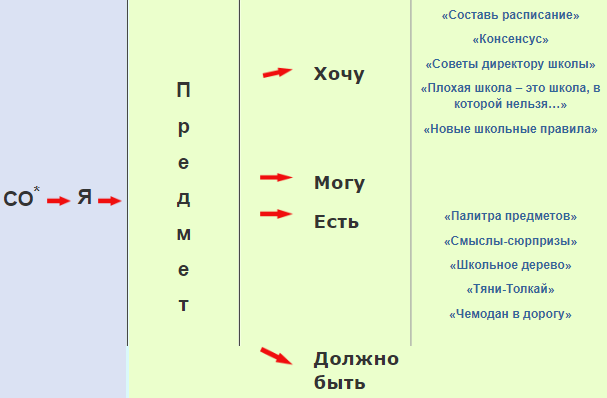 СО*
Я
Предмет
Хочу
Могу
Есть
Должно
быть
«Составь расписание»
«Консенсус»
«Советы директору школы»
«Плохая школа – это школа, в
которой нельзя…»
«Новые школьные правила»
«Палитра предметов»
«Смыслы-сюрпризы»
«Школьное дерево»
«Тяни-Толкай»
«Чемодан в дорогу»